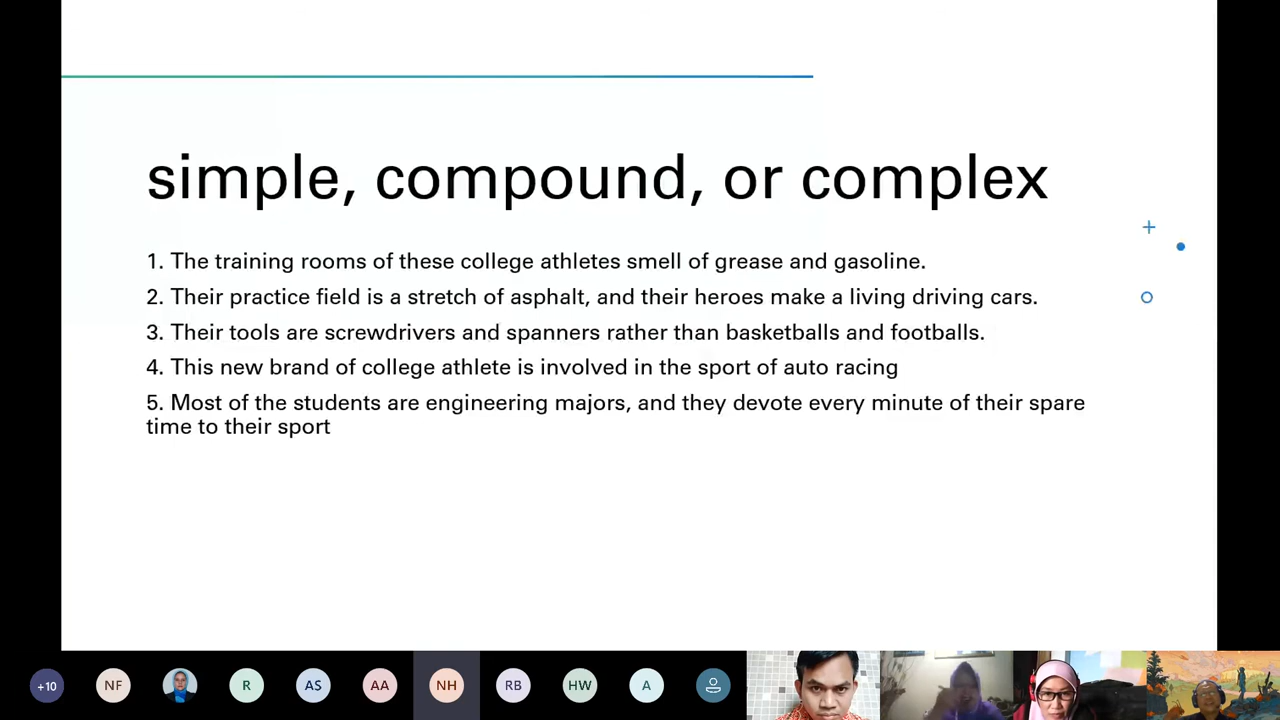 simple, compound, or complex
1. The training rooms of these college athletes smell of grease and gasoline.
2. Their practice field is a stretch of asphalt, and their heroes make a living driving cars.
3. Their tools are screwdrivers and spanners rather than basketballs and footballs.
4. This new brand of college athlete is involved in the sport of auto racing
5. Most of the students are engineering majors, and they devote every minute of their spare
time to their sport
+10 NF R AS AA NH RB HW A